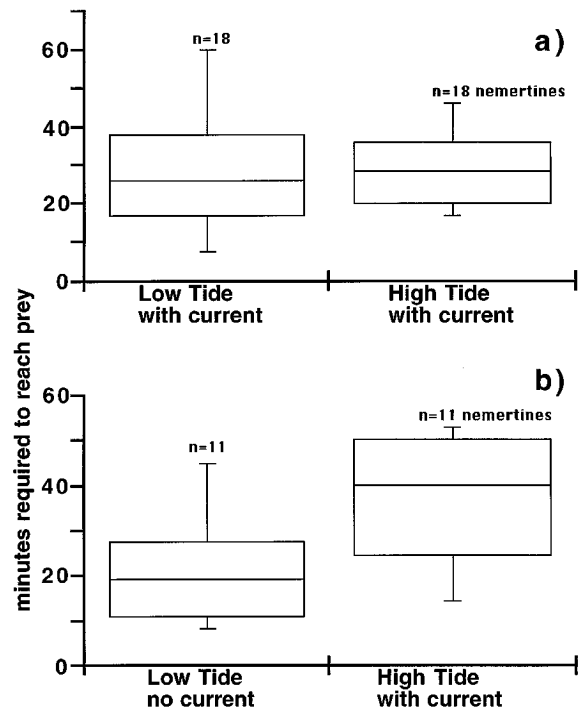 minutes required to reach prey
a)
60
40
20
0
n=18
n=18 nemertines
Low Tide
with current
High Tide
with current
b)
60
40
20
0
n=11
n=11 nemertines
Low Tide
no current
High Tide
with current